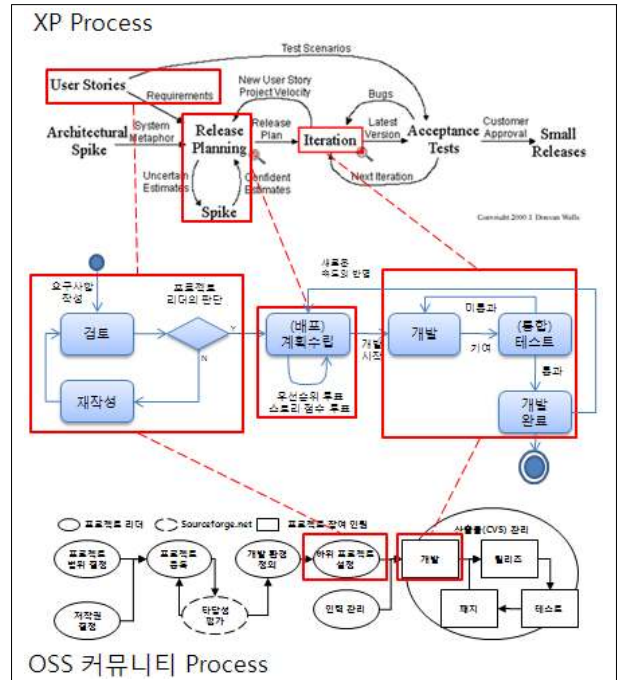 XP Process
Test Scenarios
User Stories
Requirements
New User Story
Project Velocity
Bugs
Architectural
Spike
System
Metaphor
Release
Planning
Release
Plan
Iteration
Latest
Version
Acceptance
Tests
Customer
Approval
Small
Releases
Uncertain
Estimates
Confident
Estimates
Next Iteration
Spike
Copyright 2000 J. Donvan Wells
요구사항
작성
프로젝트
리더의 판단
새로운
속도의 반영
검토
Y
N
재작성
(배포)
계획수립
우선순위 투표
스토리 점수 투표
개발
시작
개발
미통과
기여
(통합)
테스트
통과
개발
완료
프로젝트 리더
Sourceforge.net
프로젝트 참여 인원
산출물(CVS) 관리
프로젝트
범위 결정
프로젝트
등록
개발 환경
정의
하위 프로젝트
설정
개발
릴리즈
저작권
결정
타당성
평가
인력 관리
패치
테스트
OSS 커뮤니티 Process